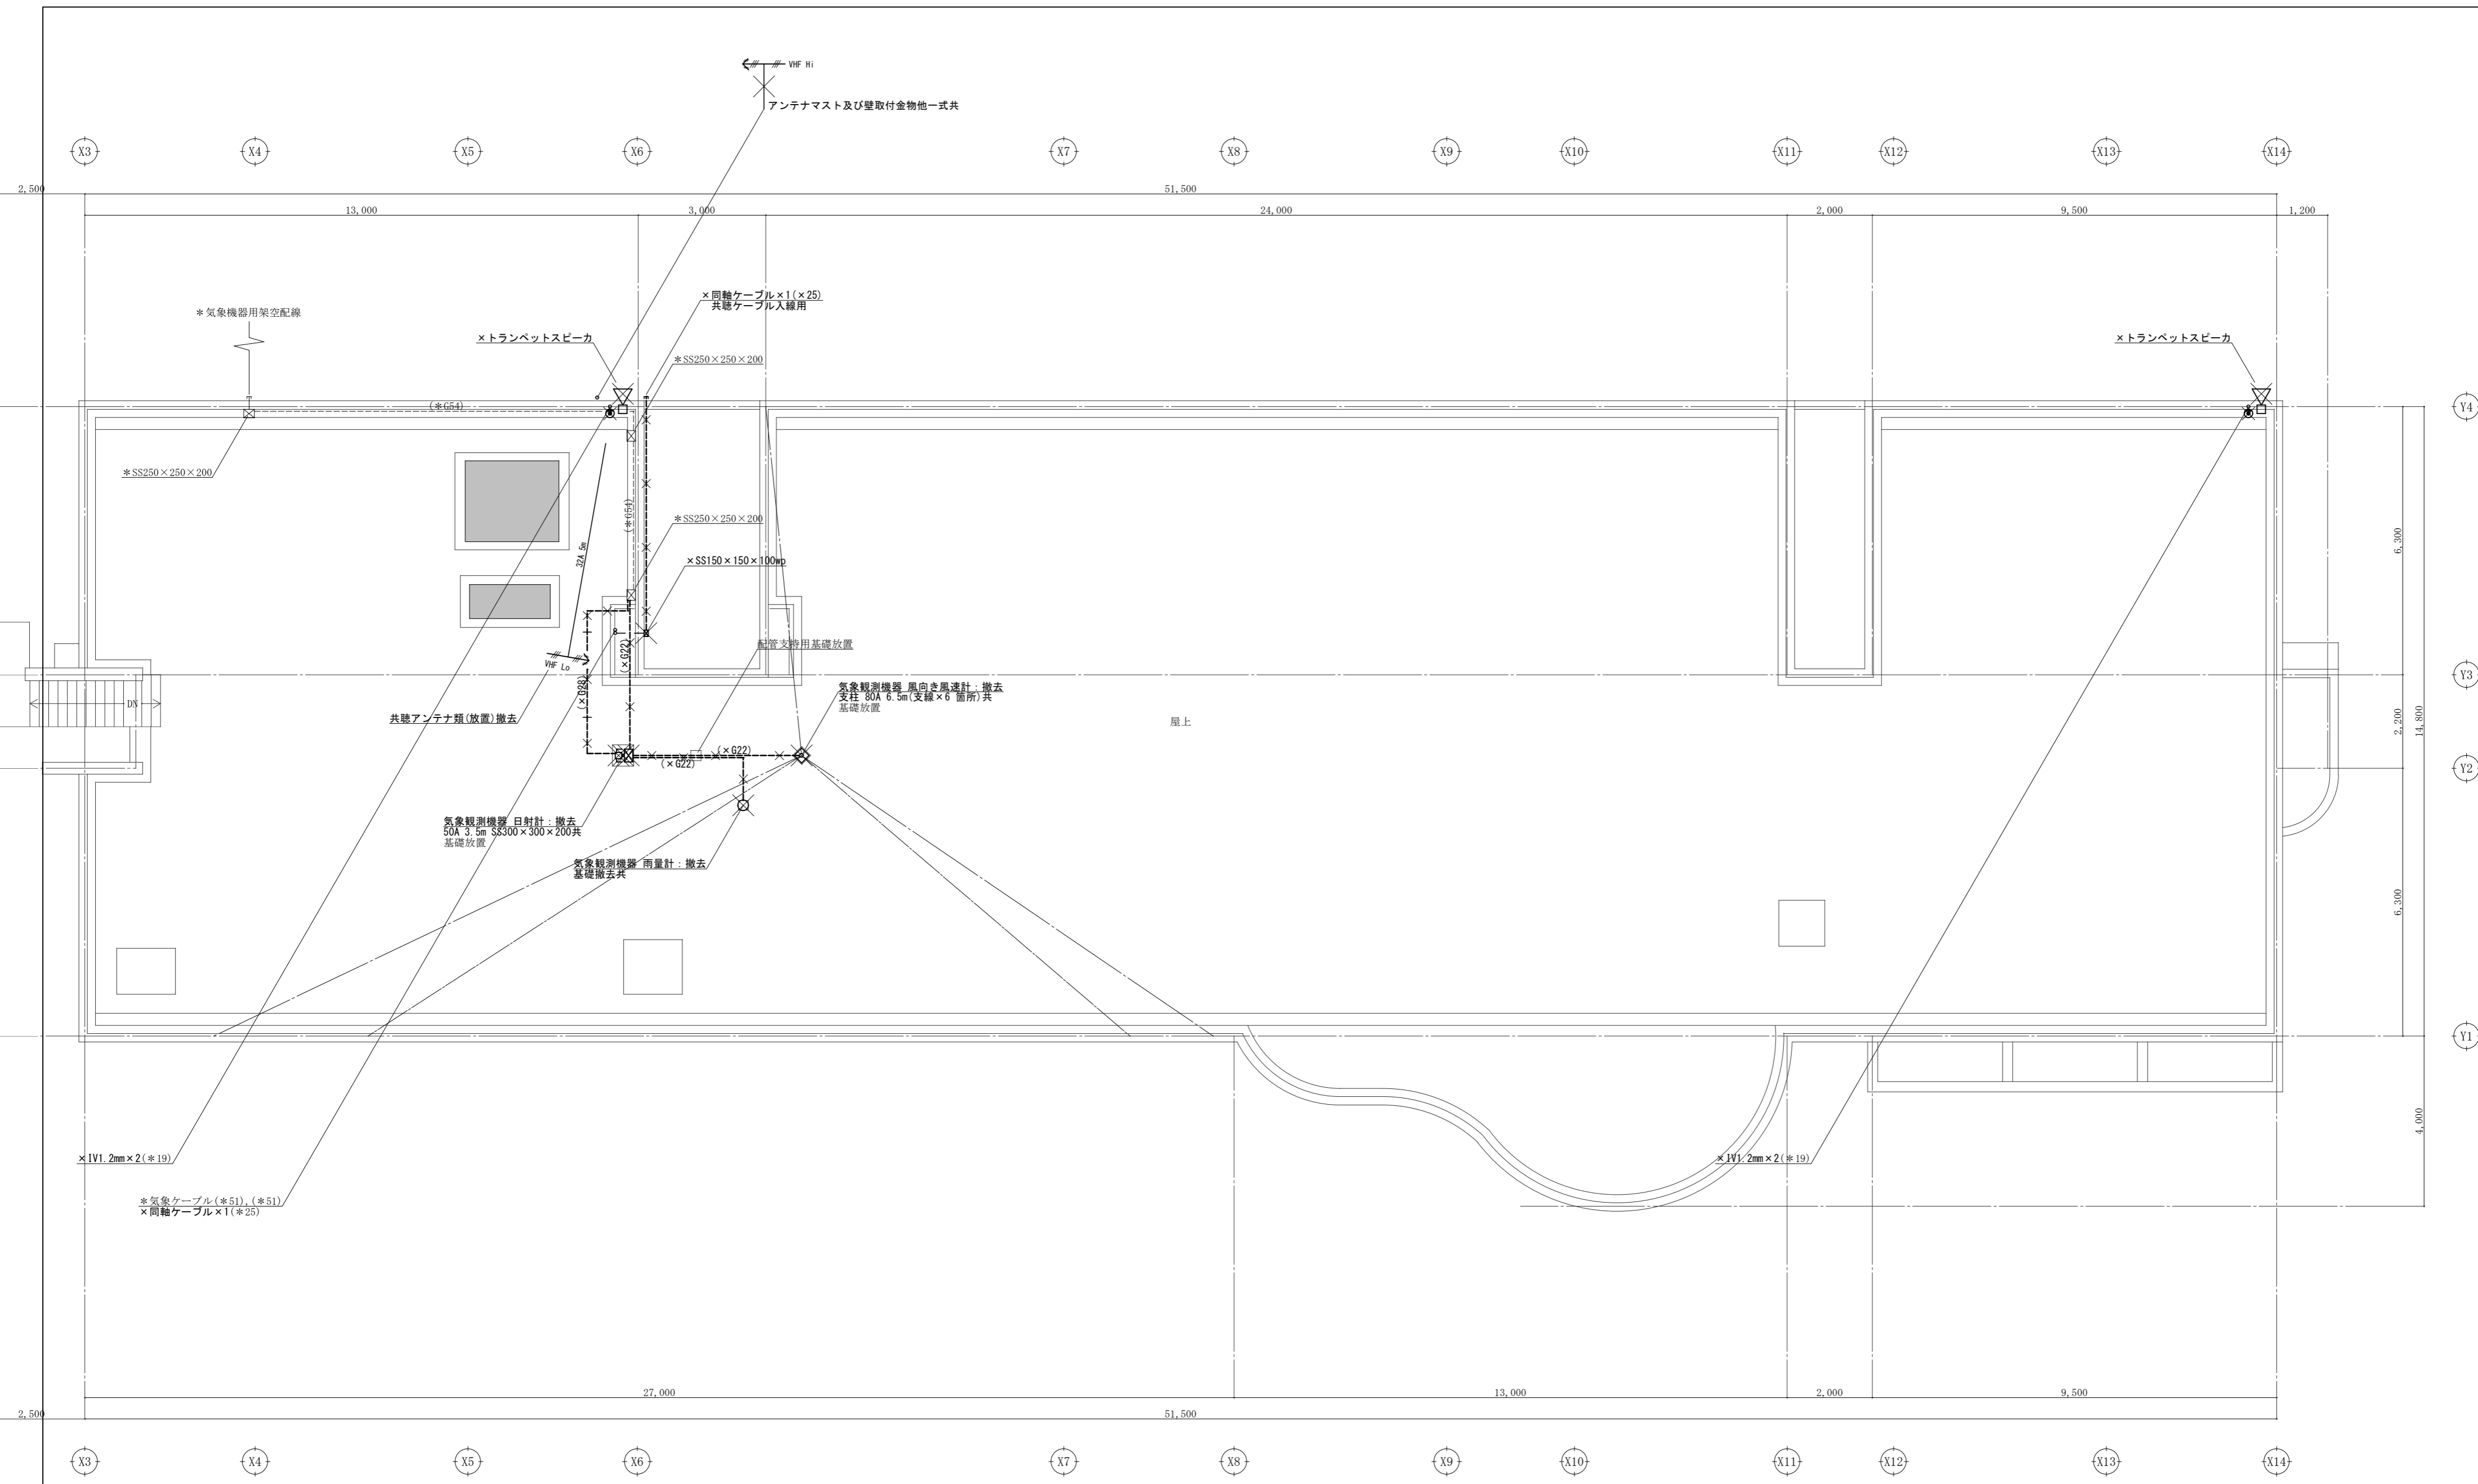 VHF Hi
アンテナマスト及び壁取付金物他一式共
X3
X4
X5
X6
X7
X8
X9
X10
X11
X12
X13
X14
2,500
51,500
13,000
3,000
24,000
2,000
9,500
1,200
×同軸ケーブル×1(×25)
共聴ケーブル入線用
*気象機器用架空配線
×トランペットスピーカ
×トランペットスピーカ
*SS250×250×200
(*G54)
Y4
*SS250×250×200
(*G54)
*SS250×250×200
32A 5m
6,300
×SS150×150×100wp
配管支持用基礎放置
(×G22)
VHF Lo
Y3
(×G28)
気象観測機器 風向き風速計：撤去
支柱 80A 6.5m(支線×6 箇所)共
基礎放置
DN
共聴アンテナ類(放置)撤去
屋上
2,200
14,800
(×G22)
(×G22)
Y2
気象観測機器 日射計：撤去
50A 3.5m SS300×300×200共
基礎放置
気象観測機器 雨量計：撤去
基礎撤去共
6,300
Y1
4,000
×IV1.2mm×2(*19)
×IV1.2mm×2(*19)
*気象ケーブル(*51),(*51)
×同軸ケーブル×1(*25)
27,000
13,000
2,000
9,500
2,500
51,500
X3
X4
X5
X6
X7
X8
X9
X10
X11
X12
X13
X14